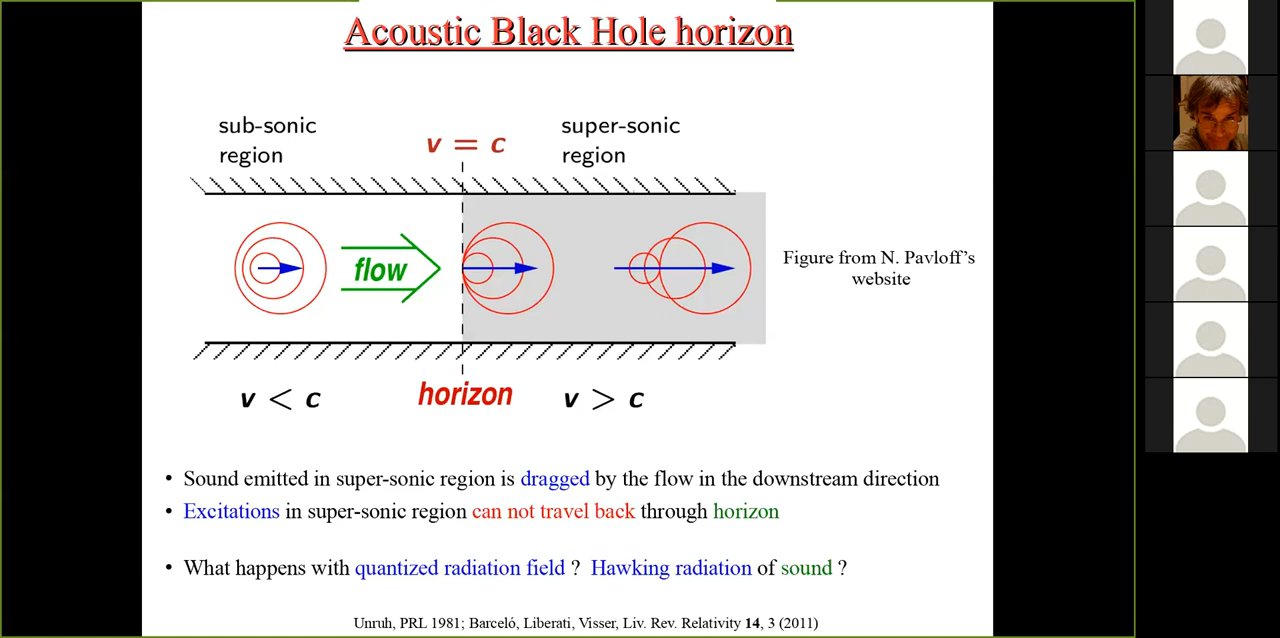 Acoustic Black Hole horizon
sub-sonic
region
v = c
super-sonic
region
flow
Figure from N. Pavloff's
website
v < c
horizon
v > c
• Sound emitted in super-sonic region is dragged by the flow in the downstream direction
• Excitations in super-sonic region can not travel back through horizon
• What happens with quantized radiation field ? Hawking radiation of sound ?
Unruh, PRL 1981; Barceló, Liberati, Visser, Liv. Rev. Relativity 14, 3 (2011)